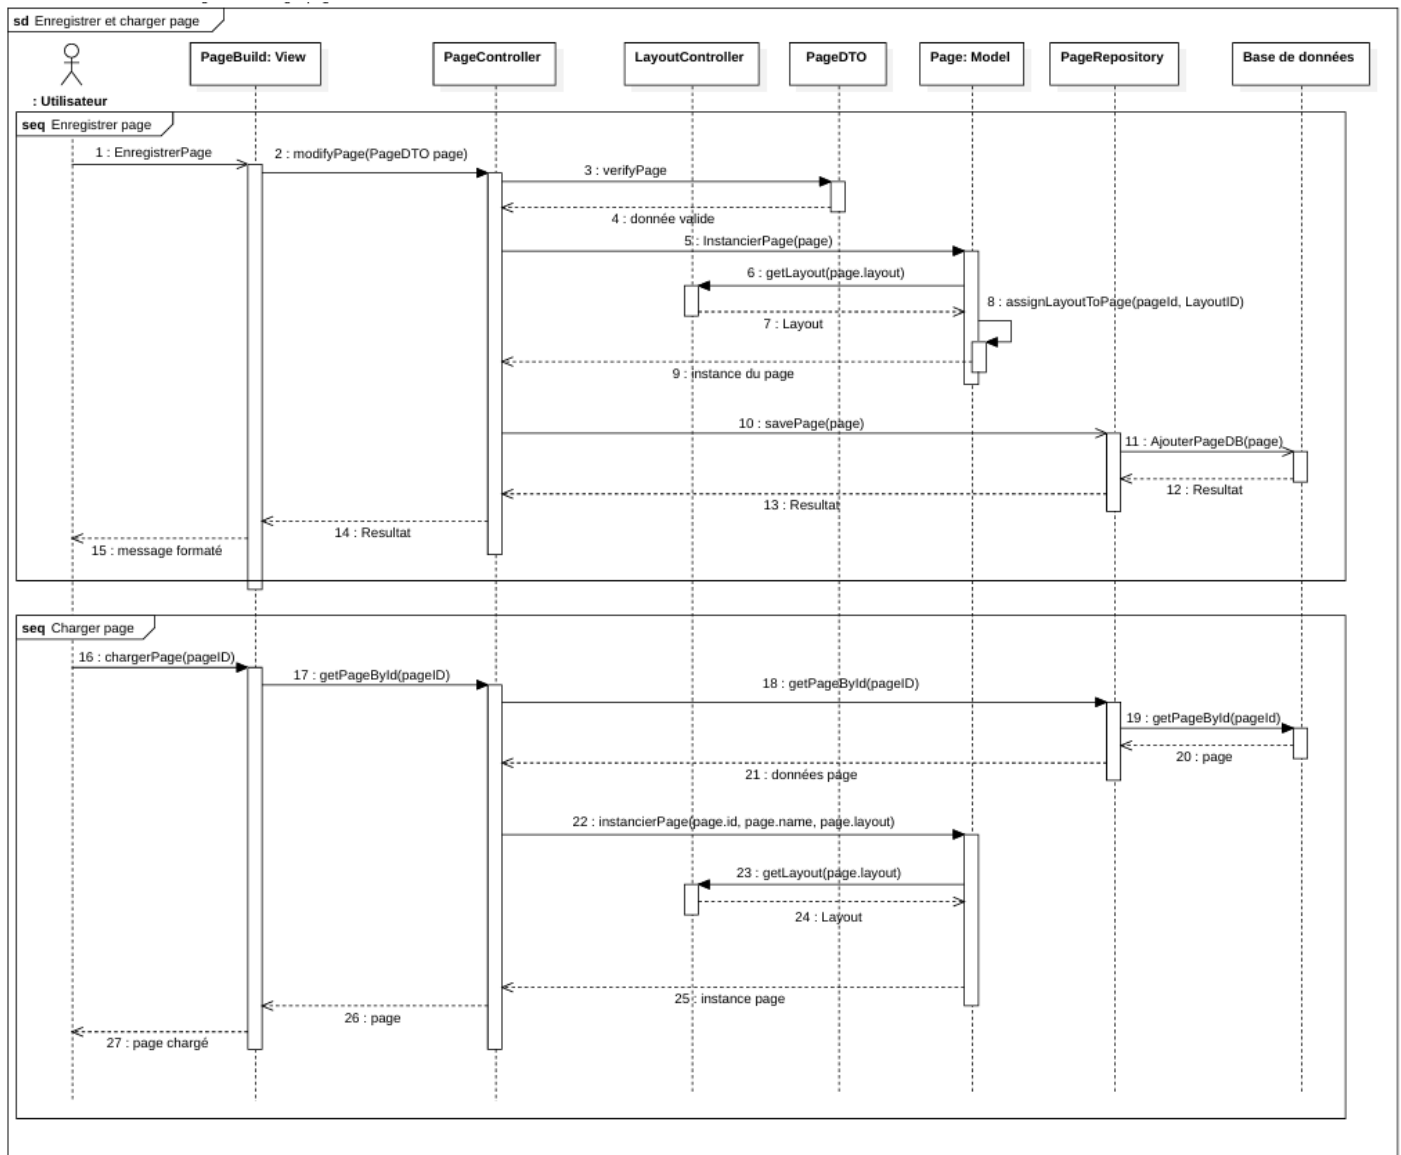 sd Enregistrer et charger page
PageBuild: View
PageController
LayoutController
PageDTO
Page: Model
PageRepository
Base de données
: Utilisateur
seq Enregistrer page
1 : EnregistrerPage
2 : modifyPage(PageDTO page)
3 : verifyPage
4 : donnée valide
5 : InstancierPage(page)
6 : getLayout(page.layout)
7 : Layout
8 : assignLayoutToPage(pageId, LayoutID)
9 : instance du page
10 : savePage(page)
11 : AjouterPageDB(page)
12 : Resultat
13 : Resultat
14 : Resultat
15 : message formaté
seq Charger page
16 : chargerPage(pageID)
17 : getPageById(pageID)
18 : getPageById(pageID)
19 : getPageById(pageId)
20 : page
21 : données page
22 : instancierPage(page.id, page.name, page.layout)
23 : getLayout(page.layout)
24 : Layout
25 : instance page
26 : page
27 : page chargé